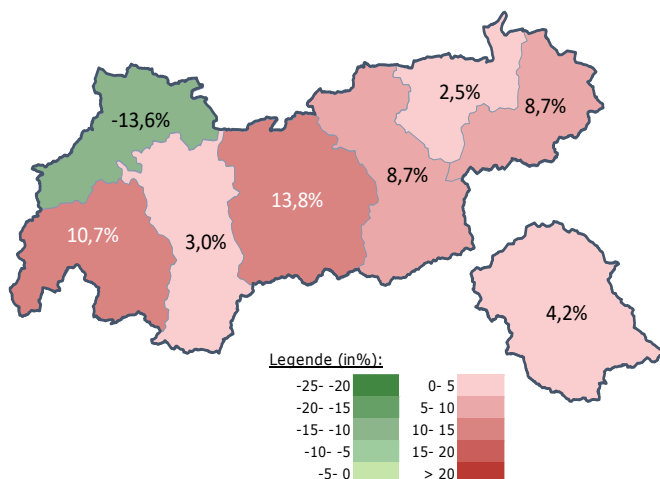 2,5%
8,7%
-13,6%
8,7%
13,8%
10,7%
3,0%
4,2%
Legende (in%):
-25- -20 0- 5
-20- -15 5- 10
-15- -10 10- 15
-10- -5 15- 20
-5- 0 > 20